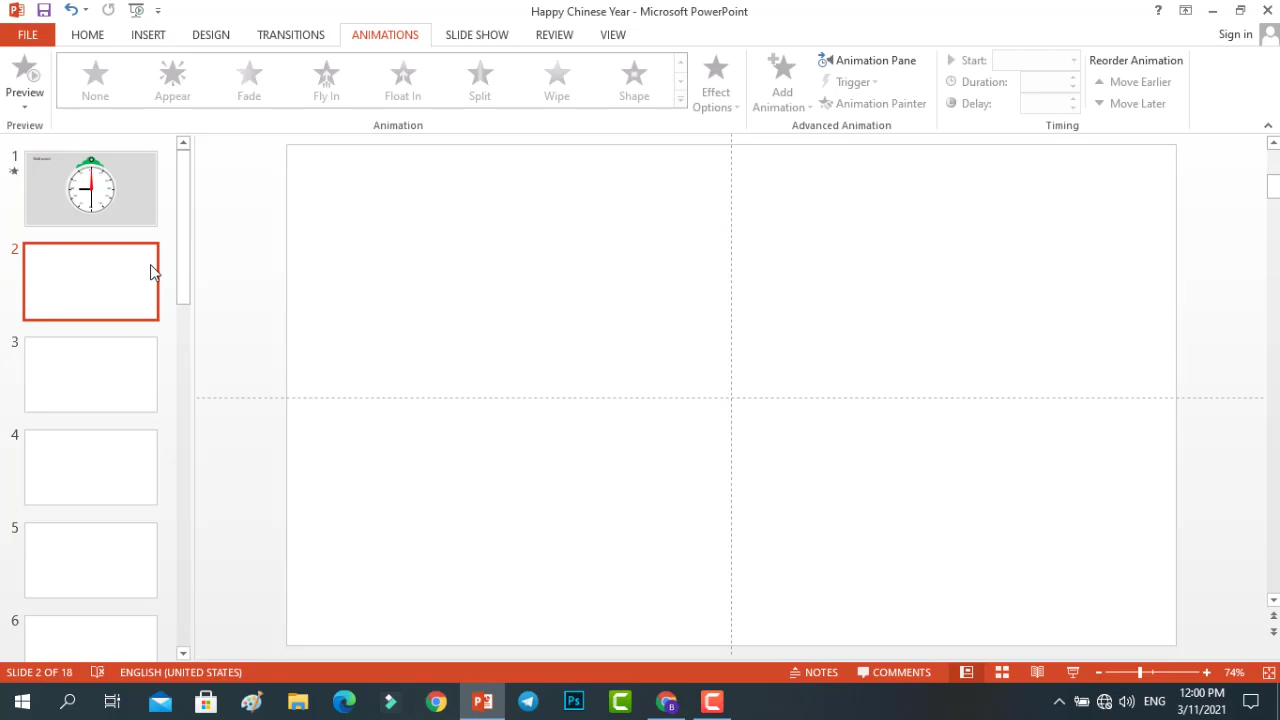 Happy Chinese Year - Microsoft PowerPoint
?
FILE HOME INSERT DESIGN TRANSITIONS ANIMATIONS SLIDE SHOW REVIEW VIEW Sign in
Preview
None Appear Fade Fly In Float In Split Wipe Shape
Effect Options
Add Animation
Animation Pane
Trigger
Animation Painter
Start:
Duration:
Delay:
Reorder Animation
Move Earlier
Move Later
Preview Animation Advanced Animation Timing
1
2
3
4
5
6
SLIDE 2 OF 18 ENGLISH (UNITED STATES) NOTES COMMENTS 74%
Ps B ENG 12:00 PM
3/11/2021